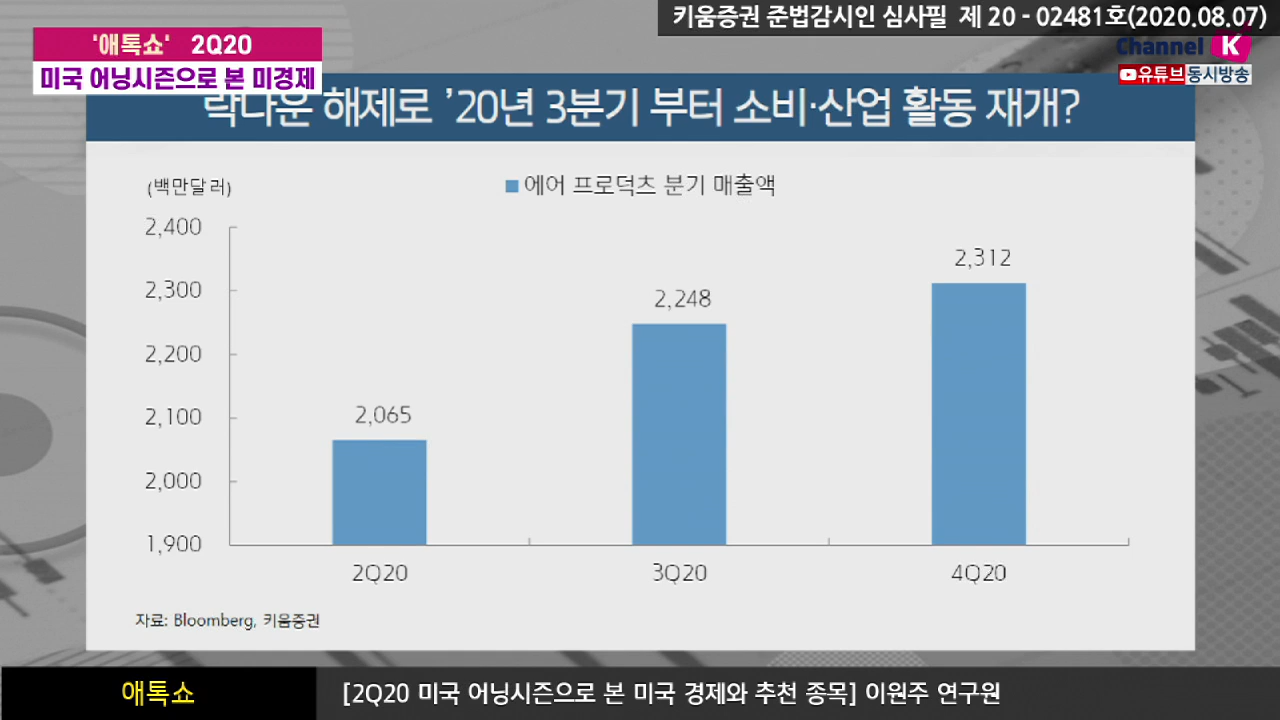 키움증권 준법감시인 심사필 제 20 - 02481호(2020.08.07)
'애톡쇼' 2Q20
미국 어닝시즌으로 본 미경제
Channel K
유튜브동시방송
락다운 해제로 ’20년 3분기 부터 소비·산업 활동 재개?
(백만달러)
에어 프로덕츠 분기 매출액
2,400
2,300
2,200
2,100
2,000
1,900
2,065
2,248
2,312
2Q20
3Q20
4Q20
자료: Bloomberg, 키움증권
애톡쇼
[2Q20 미국 어닝시즌으로 본 미국 경제와 추천 종목] 이원주 연구원